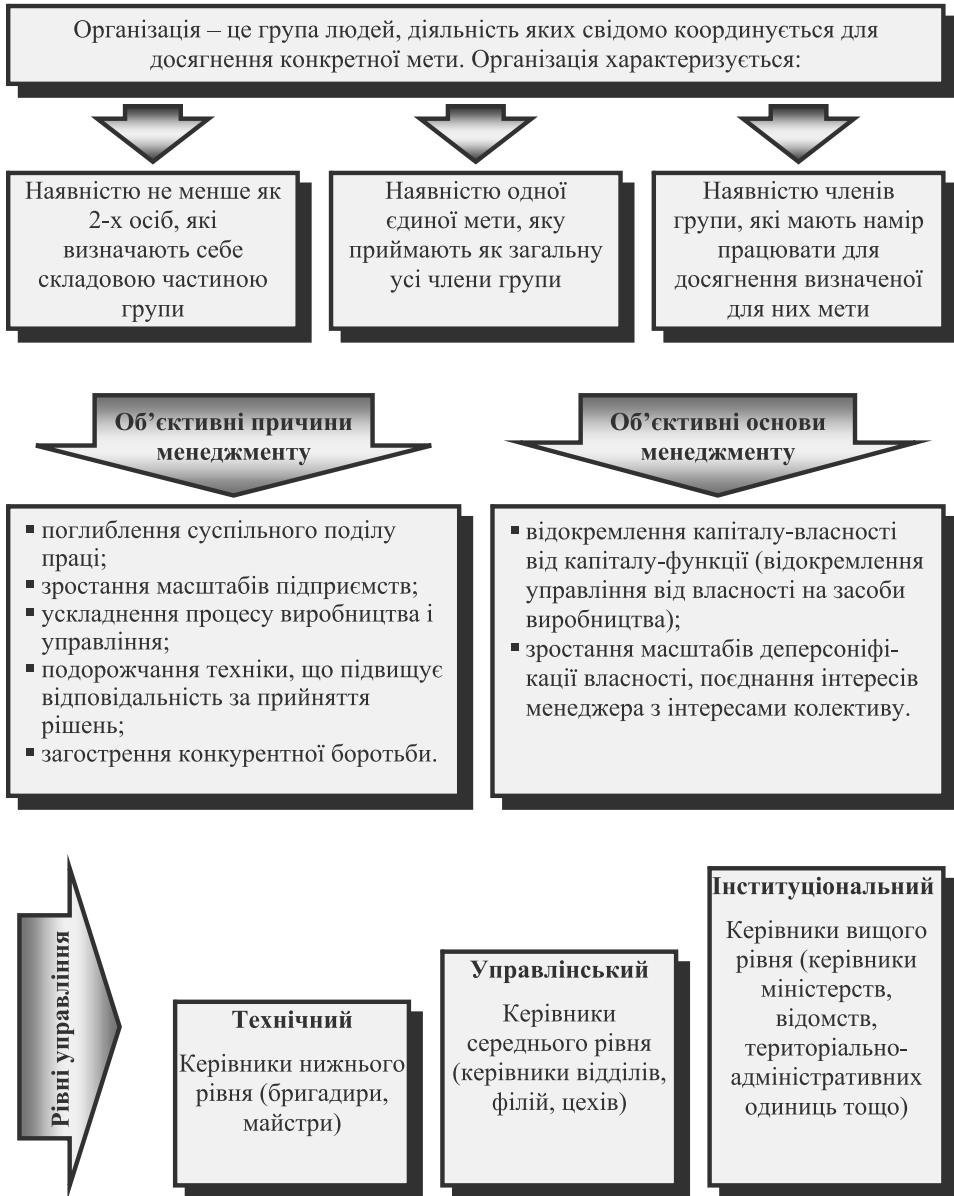 Організація – це група людей, діяльність яких свідомо координується для
досягнення конкретної мети. Організація характеризується:
Наявністю не менше як
2-х осіб, які
визначають себе
складовою частиною
групи
Наявністю одної
єдиної мети, яку
приймають як загальну
усі члени групи
Наявністю членів
групи, які мають намір
працювати для
досягнення визначеної
для них мети
Об’єктивні причини
менеджменту
▪ поглиблення суспільного поділу
праці;
▪ зростання масштабів підприємств;
▪ ускладнення процесу виробництва і
управління;
▪ подорожчання техніки, що підвищує
відповідальність за прийняття
рішень;
▪ загострення конкурентної боротьби.
Об’єктивні основи
менеджменту
▪ відокремлення капіталу-власності
від капіталу-функції (відокремлення
управління від власності на засоби
виробництва);
▪ зростання масштабів деперсоніфі-
кації власності, поєднання інтересів
менеджера з інтересами колективу.
Рівні управління
Технічний
Керівники нижнього
рівня (бригадири,
майстри)
Управлінський
Керівники
середнього рівня
(керівники відділів,
філій, цехів)
Інституціональний
Керівники вищого
рівня (керівники
міністерств,
відомств,
територіально-
адміністративних
одиниць тощо)